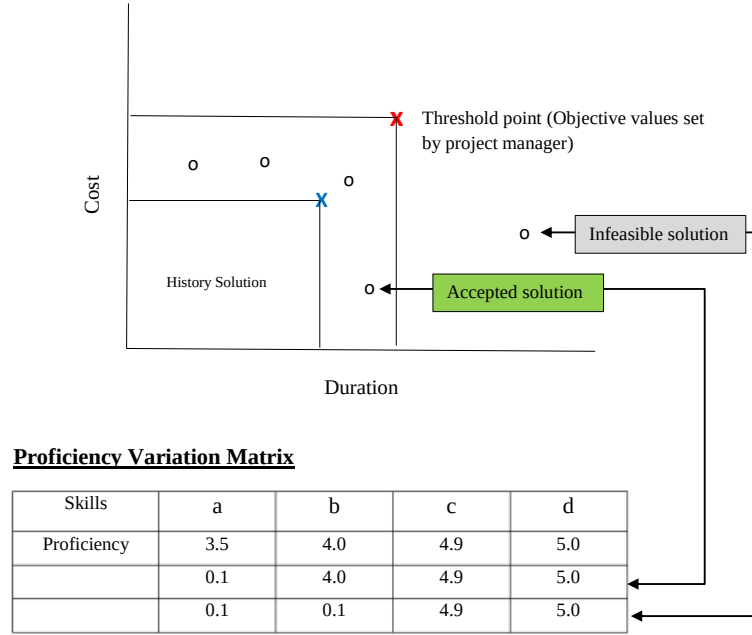 X
Threshold point (Objective values set
by project manager)
o
o
o
X
Cost
o
Infeasible solution
History Solution
o
Accepted solution
Duration
Proficiency Variation Matrix
Skills a b c d
Proficiency 3.5 4.0 4.9 5.0
0.1 4.0 4.9 5.0
0.1 0.1 4.9 5.0